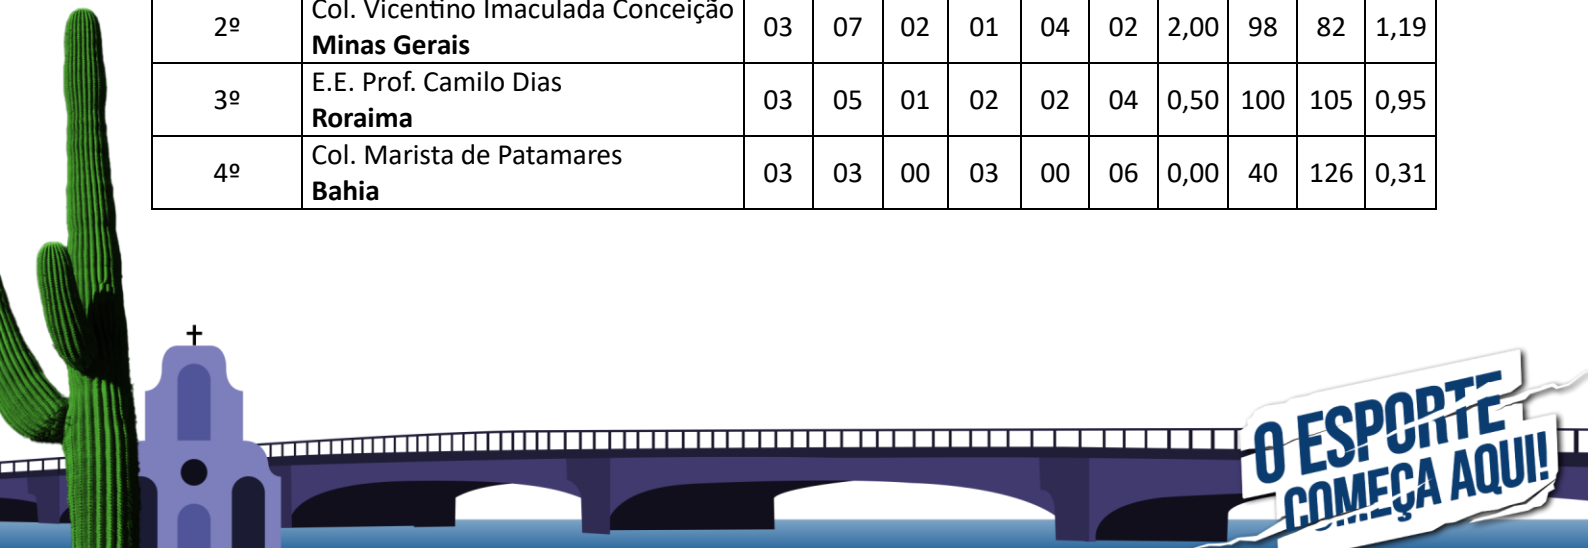 2º Col. Vicentino Imaculada Conceição 03 07 02 01 04 02 2,00 98 82 1,19
Minas Gerais
3º E.E. Prof. Camilo Dias 03 05 01 02 02 04 0,50 100 105 0,95
Roraima
4º Col. Marista de Patamares 03 03 00 03 00 06 0,00 40 126 0,31
Bahia
O ESPORTE
COMEÇA AQUI!